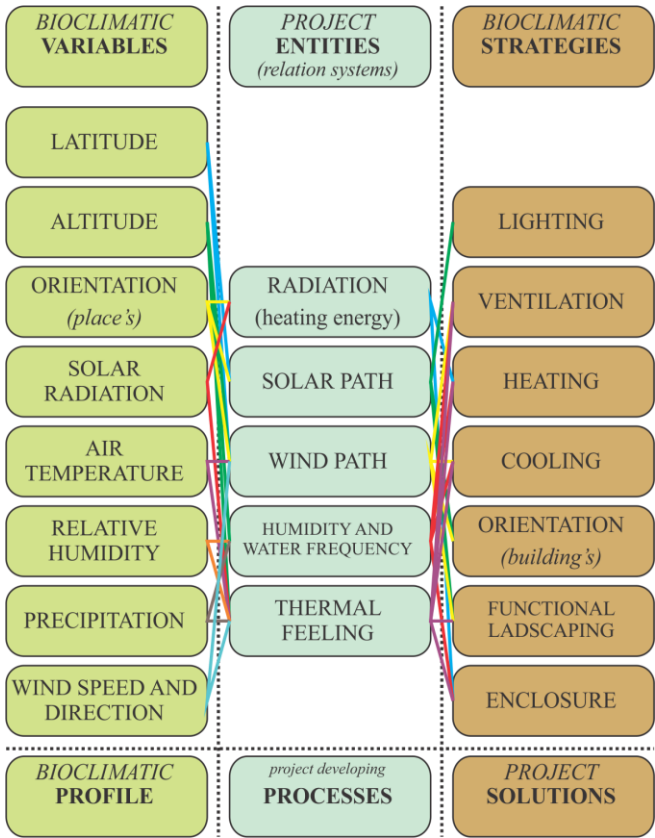 BIOCLIMATIC
VARIABLES
PROJECT
ENTITIES
(relation systems)
BIOCLIMATIC
STRATEGIES
LATITUDE
ALTITUDE
ORIENTATION
(place's)
SOLAR
RADIATION
AIR
TEMPERATURE
RELATIVE
HUMIDITY
PRECIPITATION
WIND SPEED AND
DIRECTION
RADIATION
(heating energy)
SOLAR PATH
WIND PATH
HUMIDITY AND
WATER FREQUENCY
THERMAL
FEELING
LIGHTING
VENTILATION
HEATING
COOLING
ORIENTATION
(building's)
FUNCTIONAL
LADSCAPING
ENCLOSURE
BIOCLIMATIC
PROFILE
project developing
PROCESSES
PROJECT
SOLUTIONS